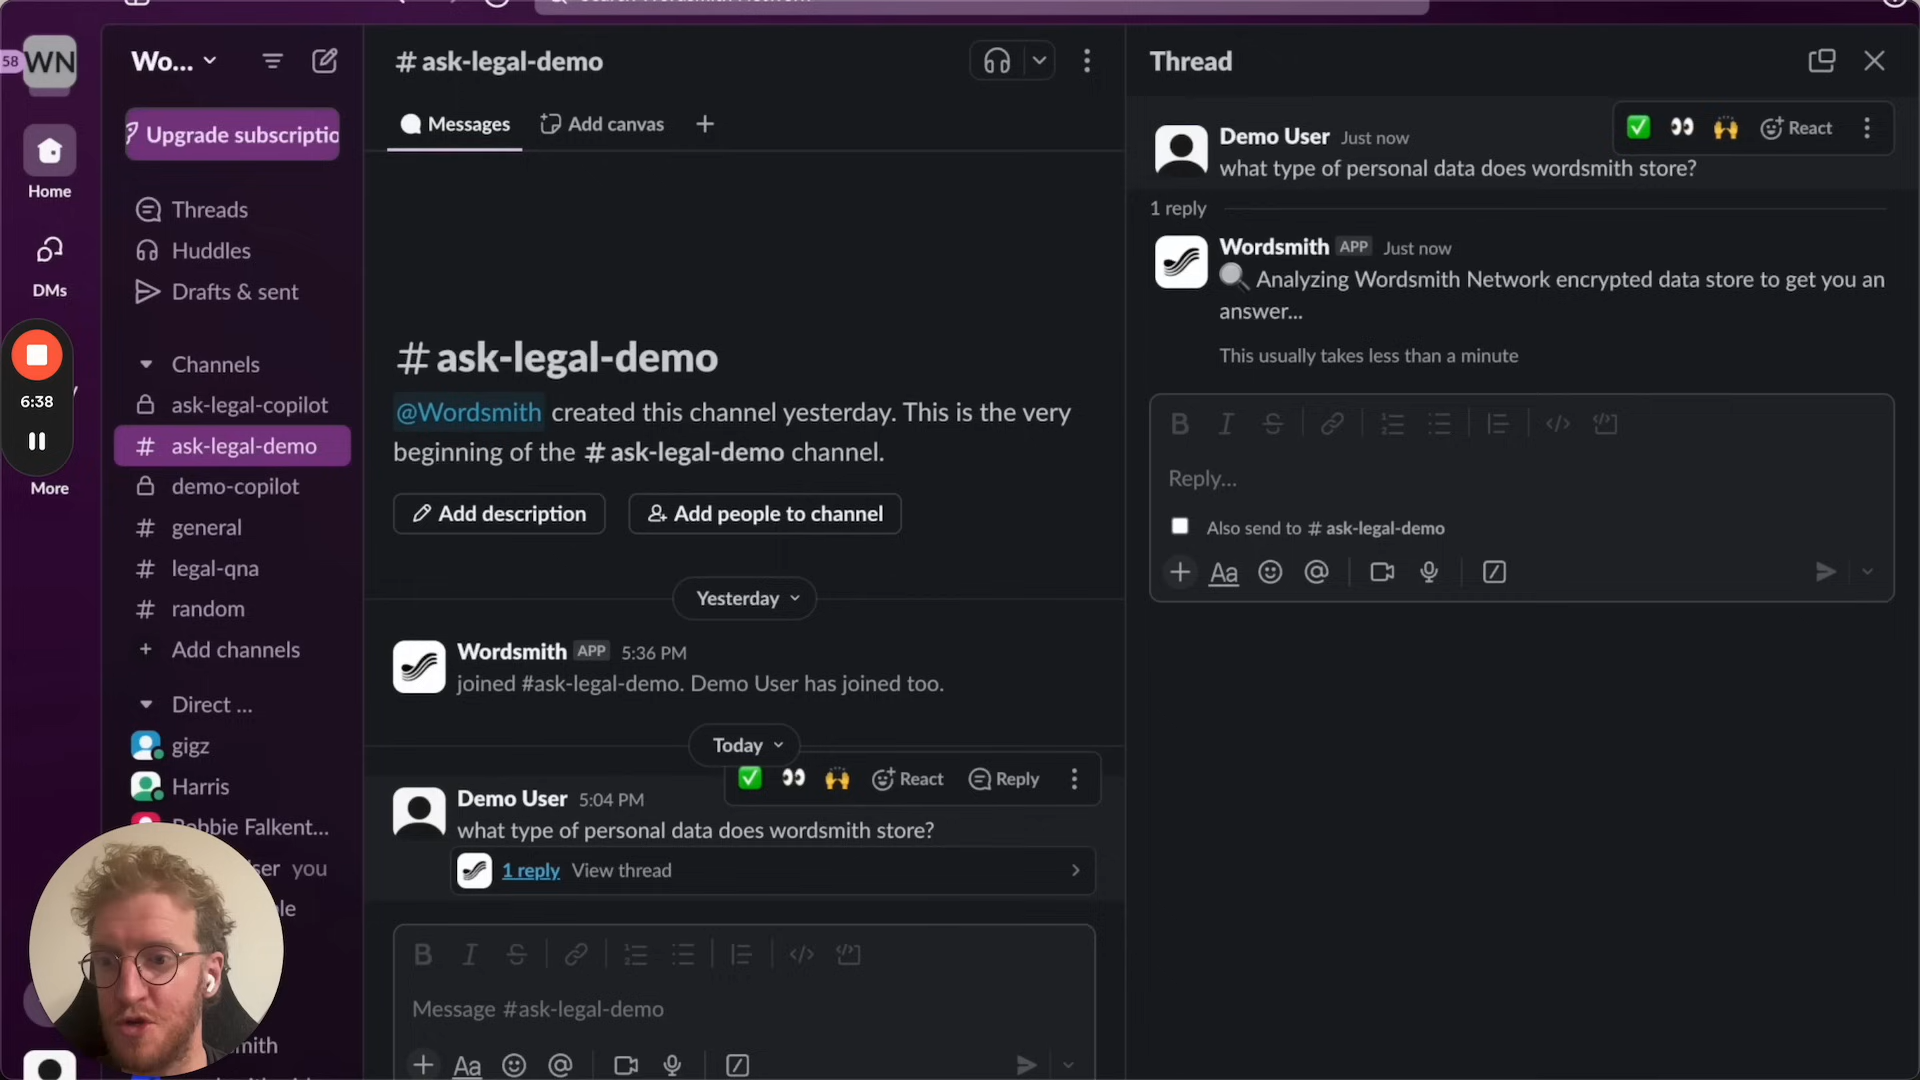 58
WN
Home
DMs
6:38
More
Wo...
Upgrade subscriptio
Threads
Huddles
Drafts & sent
Channels
ask-legal-copilot
# ask-legal-demo
demo-copilot
# general
# legal-qna
# random
+ Add channels
Direct ...
gigz
Harris
Robbie Falkent...
ser you
le
mith
# ask-legal-demo
Messages
Add canvas
# ask-legal-demo
@Wordsmith created this channel yesterday. This is the very
beginning of the # ask-legal-demo channel.
Add description
Add people to channel
Yesterday
Wordsmith APP 5:36 PM
joined #ask-legal-demo. Demo User has joined too.
Today
React
Reply
Demo User 5:04 PM
what type of personal data does wordsmith store?
1 reply View thread
Message #ask-legal-demo
Aa
Thread
React
Demo User Just now
what type of personal data does wordsmith store?
1 reply
Wordsmith APP Just now
Analyzing Wordsmith Network encrypted data store to get you an
answer...
This usually takes less than a minute
Reply...
Also send to # ask-legal-demo
Aa